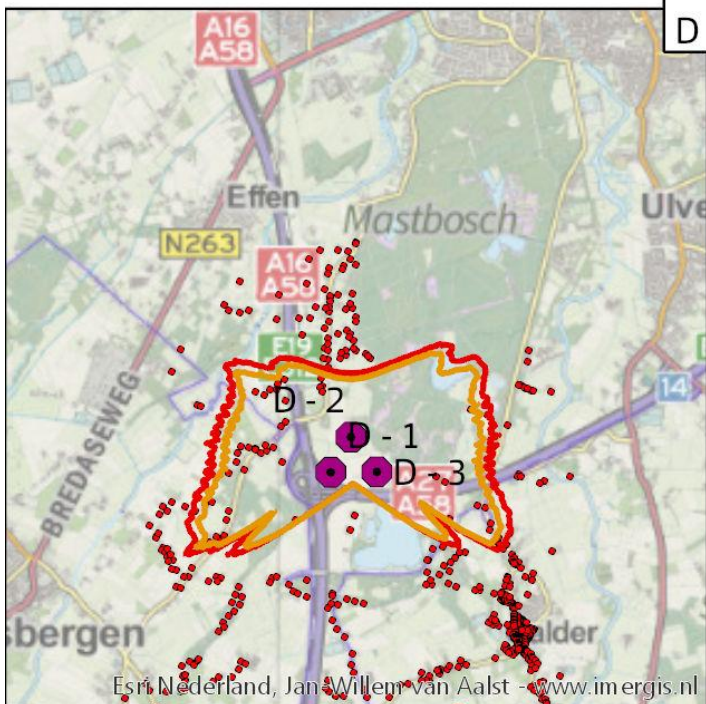 D
A16
A58
Effen
Mastbosch
Ulve
N263
A16
A58
E19
D - 2
14
BREDASEWEG
D - 1
D - 3
A58
sbergen
alder
Esri Nederland, Jan-Willem van Aalst - www.imergis.nl